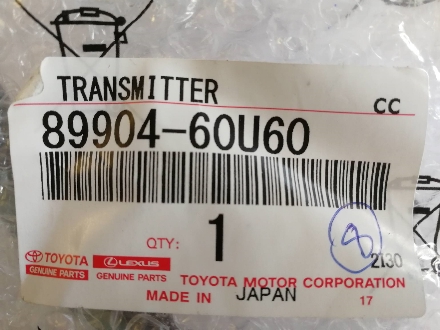 TRANSMITTER
CC
89904-60U60
QTY: 1
8
2130
TOYOTA LEXUS
GENUINE PARTS GENUINE PARTS TOYOTA MOTOR CORPORATION
MADE IN JAPAN 17